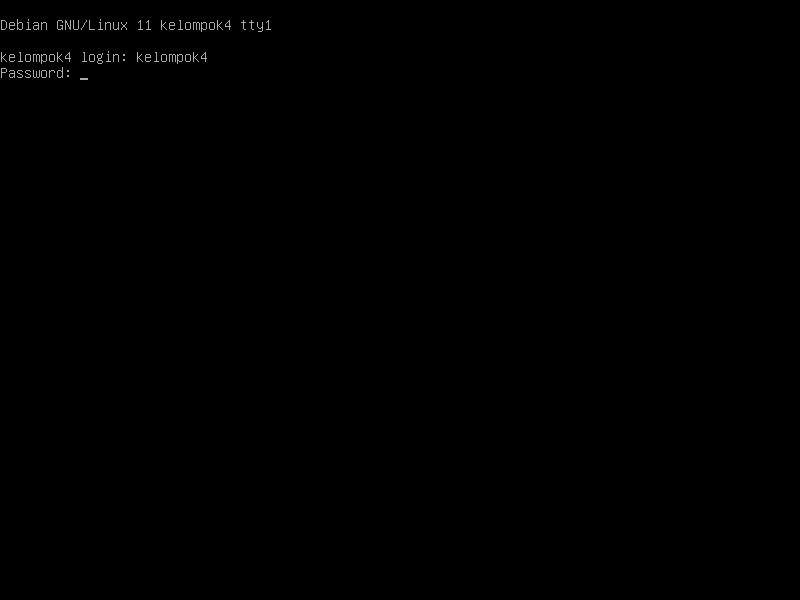 Debian GNU/Linux 11 kelompok4 tty1
kelompok4 login: kelompok4
Password: _